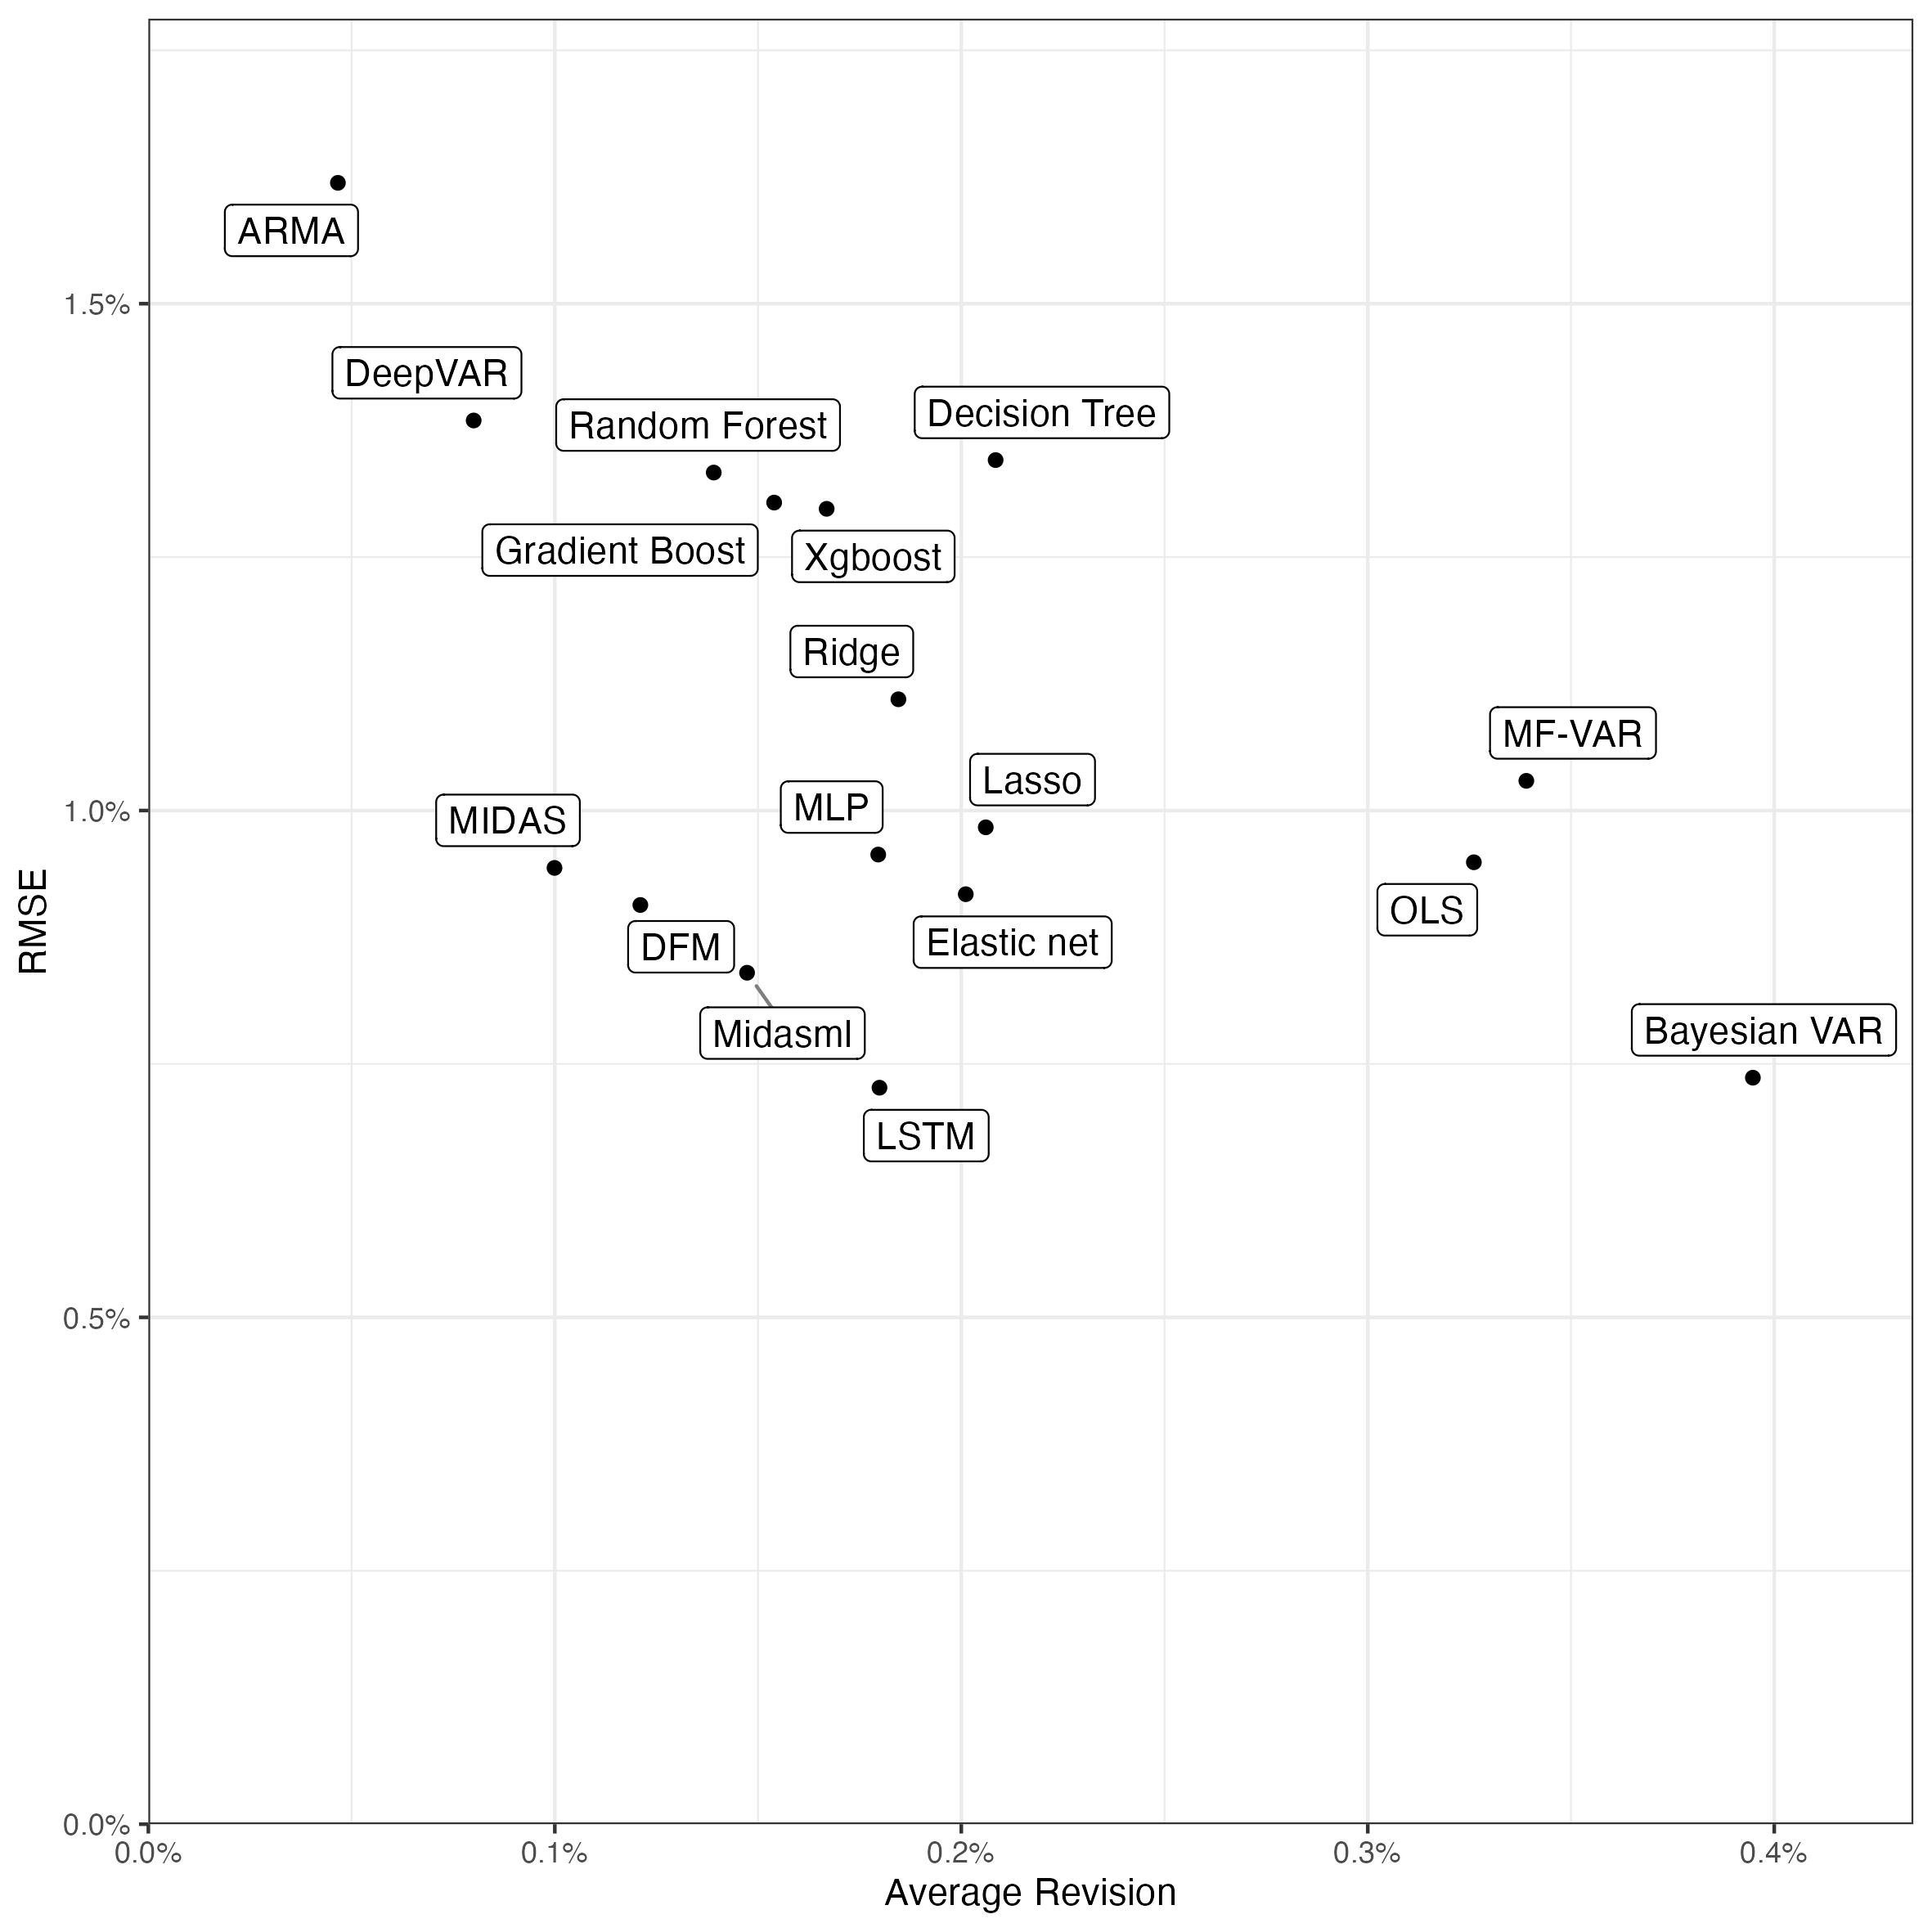 ARMA
1.5%
DeepVAR
Decision Tree
Random Forest
Gradient Boost
Xgboost
Ridge
MF-VAR
Lasso
MLP
1.0%
MIDAS
OLS
RMSE
Elastic net
DFM
Bayesian VAR
Midasml
LSTM
0.5%
0.0%
0.0% 0.1% 0.2% 0.3% 0.4%
Average Revision